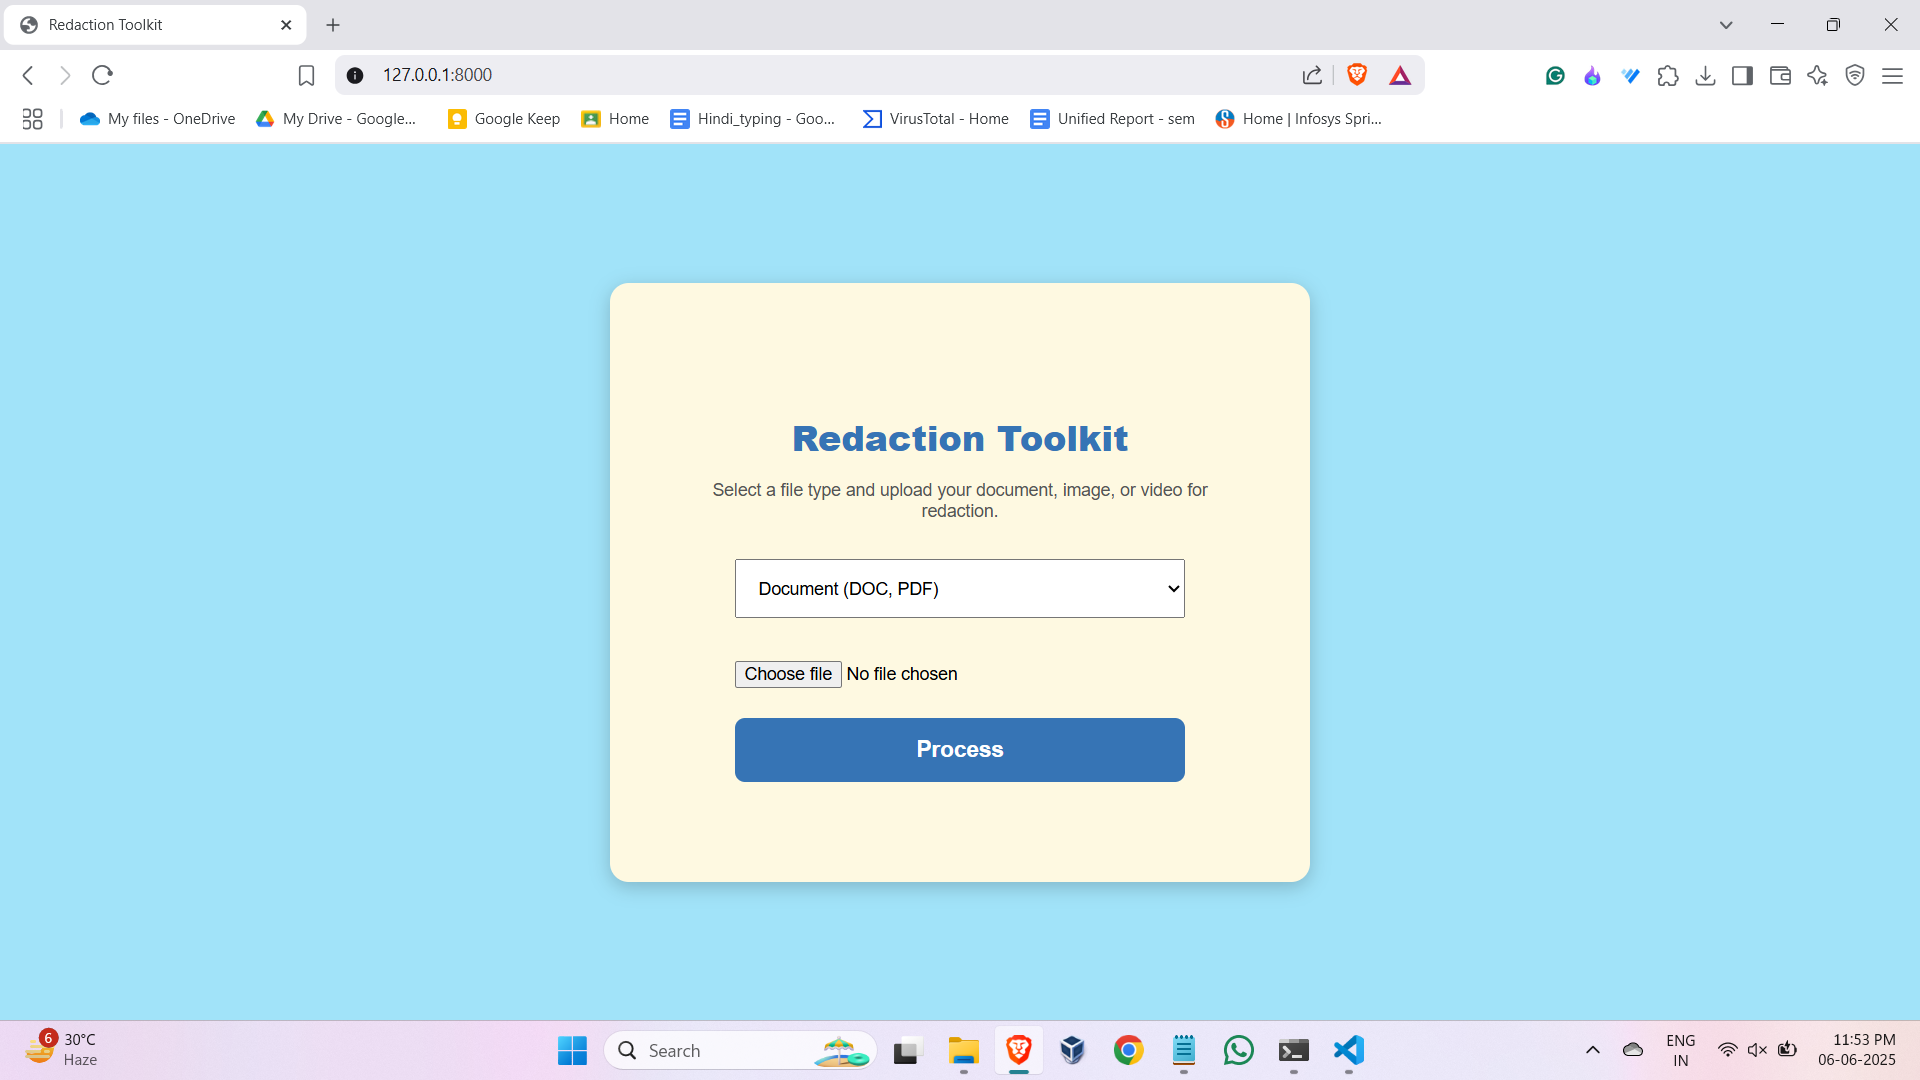 Redaction Toolkit
127.0.0.1:8000
My files - OneDrive
My Drive - Google...
Google Keep
Home
Hindi_typing - Goo...
VirusTotal - Home
Unified Report - sem
Home | Infosys Spri...
Redaction Toolkit
Select a file type and upload your document, image, or video for
redaction.
Document (DOC, PDF)
Choose file No file chosen
Process
6
30°C
Haze
Search
ENG
IN
11:53 PM
06-06-2025